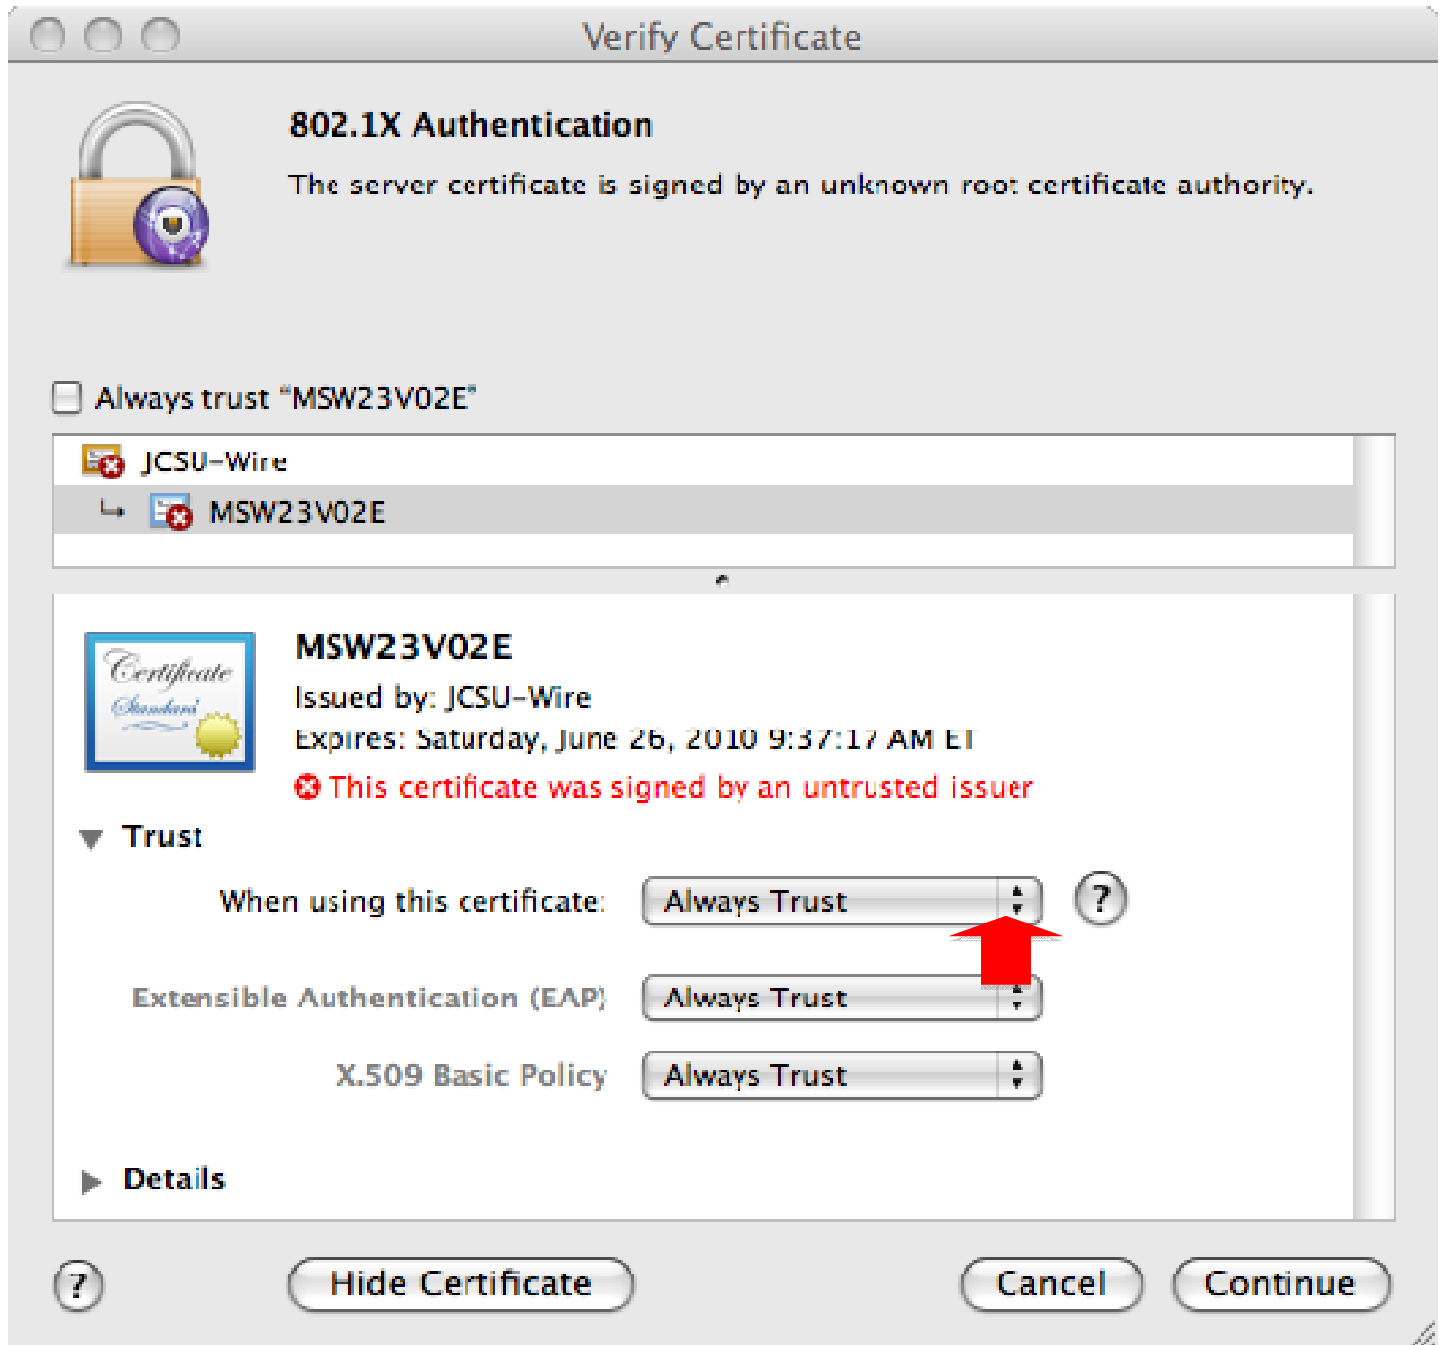 Verify Certificate
802.1X Authentication
The server certificate is signed by an unknown root certificate authority.
Always trust "MSW23V02E"
JCSU-Wire
MSW23V02E
Certificate
Standard
MSW23V02E
Issued by: JCSU-Wire
Expires: Saturday, June 26, 2010 9:37:17 AM ET
This certificate was signed by an untrusted issuer
Trust
When using this certificate: Always Trust ?
Extensible Authentication (EAP) Always Trust
X.509 Basic Policy Always Trust
Details
? Hide Certificate Cancel Continue